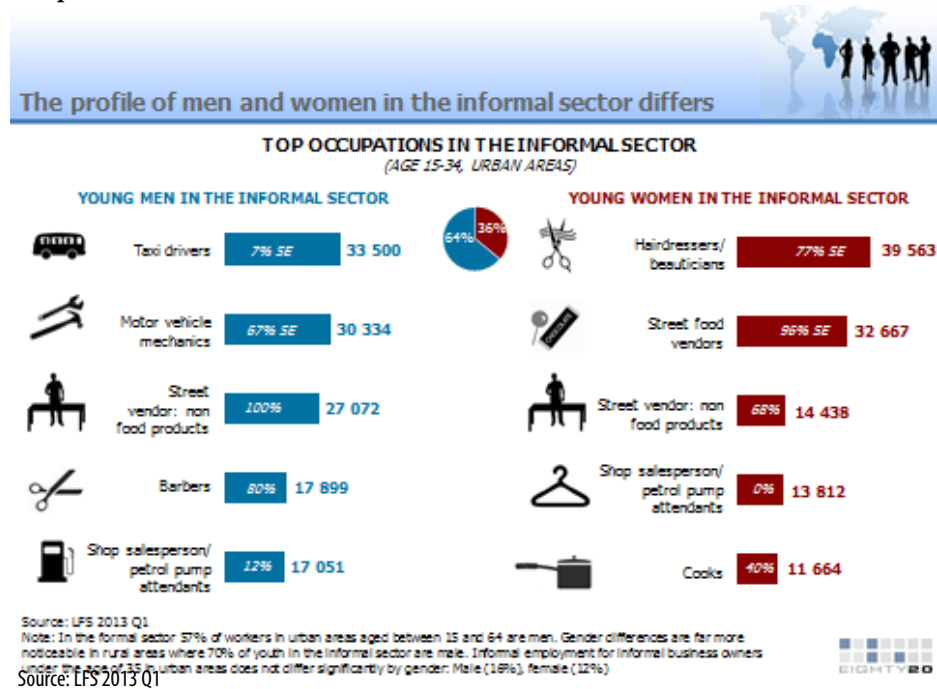 The profile of men and women in the informal sector differs
TOP OCCUPATIONS IN THE INFORMAL SECTOR
(AGE 15-34, URBAN AREAS)
YOUNG MEN IN THE INFORMAL SECTOR
64%
36%
YOUNG WOMEN IN THE INFORMAL SECTOR
Taxi drivers
7% SE
33 500
Motor vehicle
mechanics
67% SE
30 334
Street
vendor: non
food products
100%
27 072
Barbers
80%
17 899
Shop salesperson/
petrol pump
attendants
12%
17 051
Hairdressers/
beauticians
77% SE
39 563
Street food
vendors
96% SE
32 667
CHOCOLATE
Street vendor: non
food products
68%
14 438
Shop salesperson/
petrol pump
attendants
0%
13 812
Cooks
40%
11 664
Source: LFS 2013 Q1
Note: In the formal sector 57% of workers in urban areas aged between 15 and 64 are men. Gender differences are far more
noticeable in rural areas where 70% of youth in the informal sector are male. Informal employment for informal business owners
under the age of 35 in urban areas does not differ significantly by gender: Male (16%), female (12%)
Source: LFS 2013 Q1
EIGHTY20